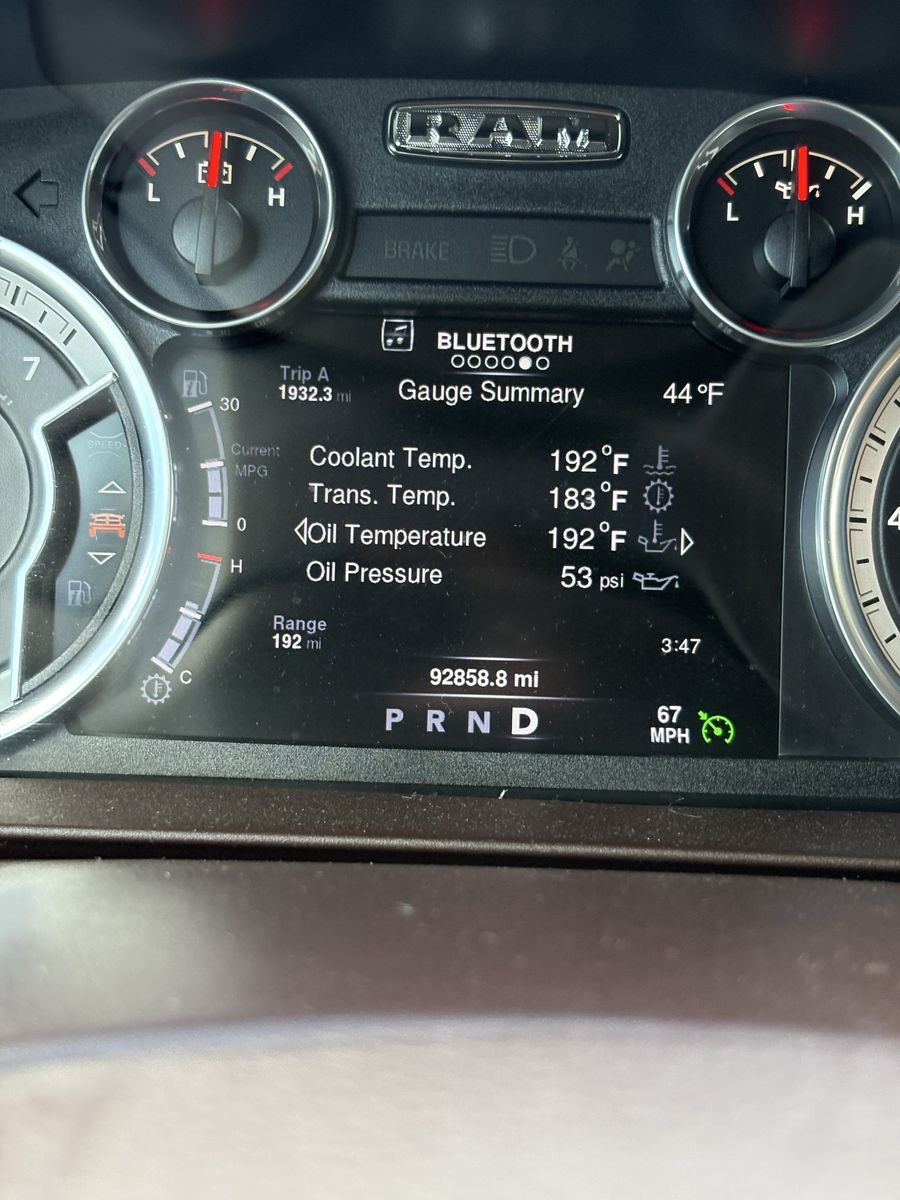 RAM
L H
L H
BRAKE
BLUETOOTH
7
Trip A
1932.3 mi
Gauge Summary
44°F
30
Current
MPG
0
SPEED
Coolant Temp. 192°F
Trans. Temp. 183°F
Oil Temperature 192°F
Oil Pressure 53 psi
H
C
Range
192 mi
3:47
92858.8 mi
P R N D
67
MPH
4